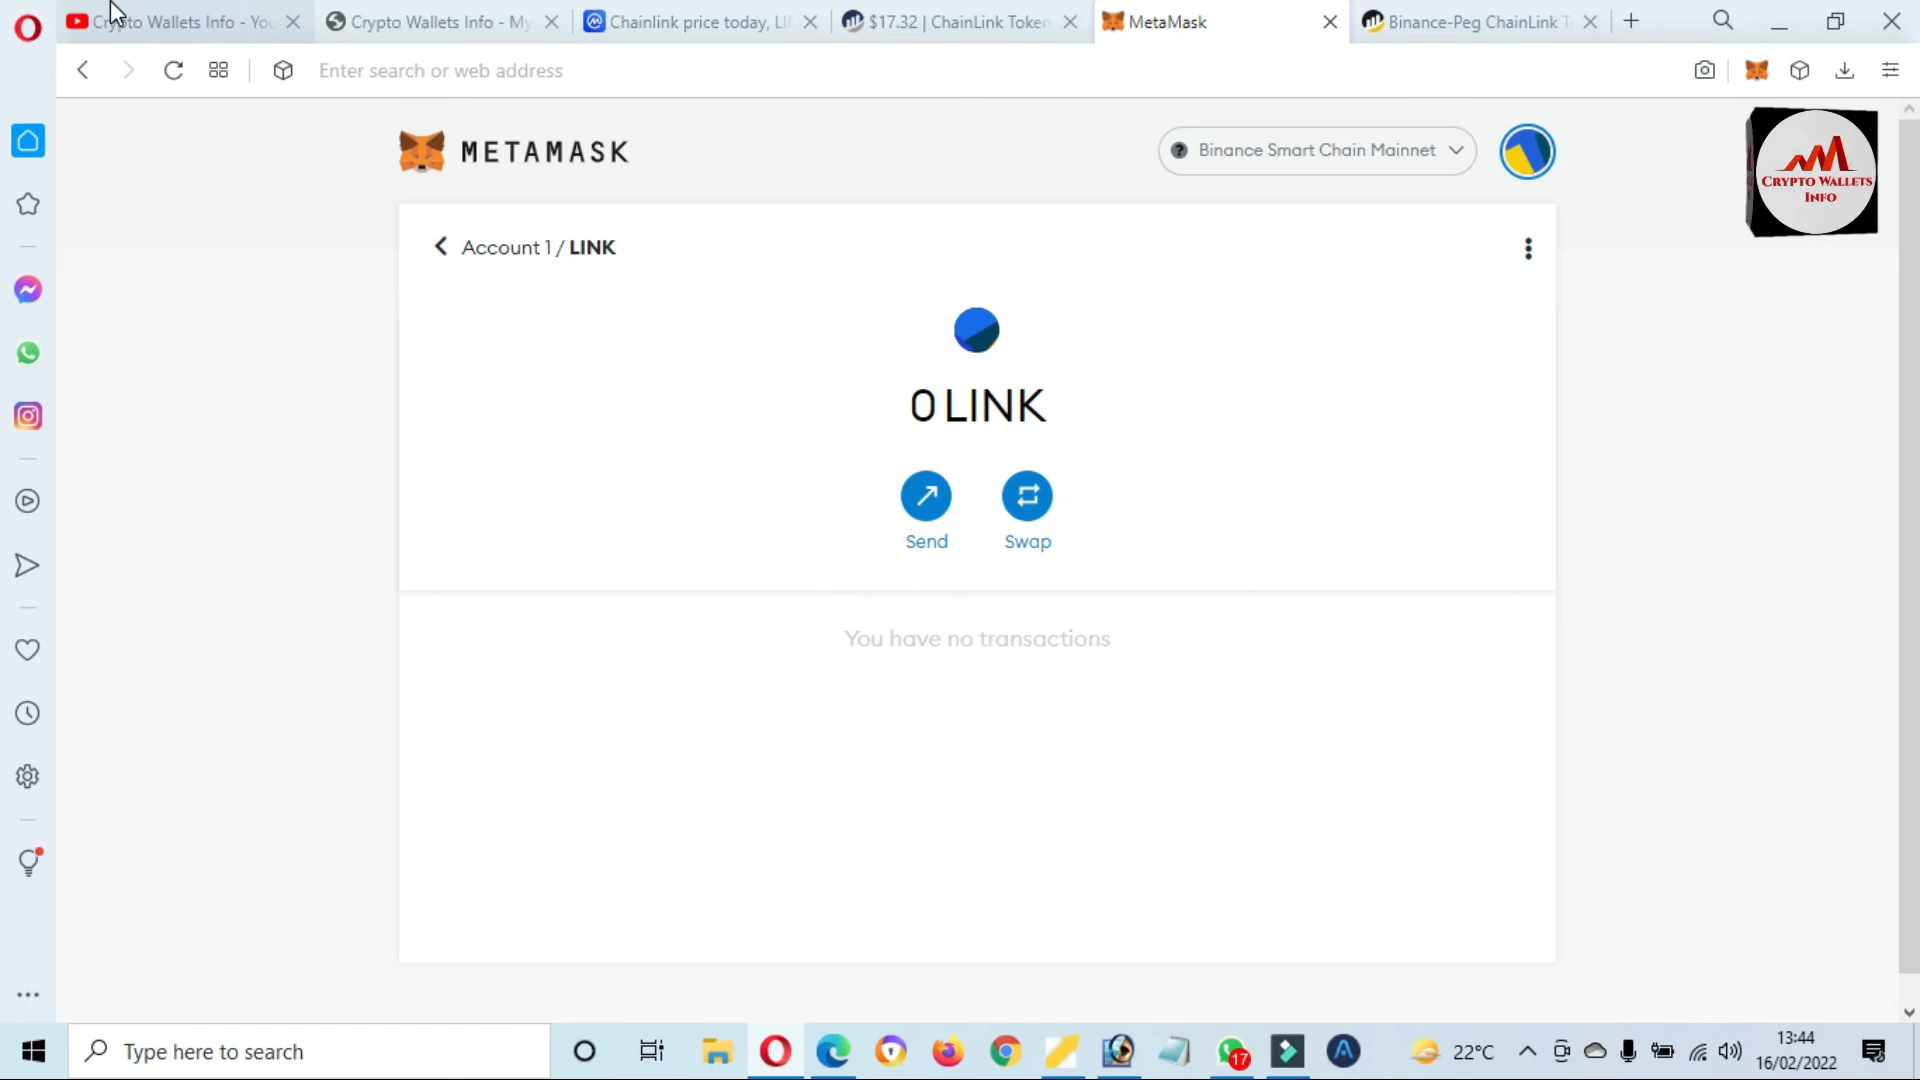 Crypto Wallets Info - You
Crypto Wallets Info - My
Chainlink price today, LI
$17.32 | ChainLink Token
MetaMask
Binance-Peg ChainLink T
Enter search or web address
METAMASK
Binance Smart Chain Mainnet
CRYPTO WALLETS
INFO
Account 1 / LINK
0 LINK
Send
Swap
You have no transactions
Type here to search
17
22°C
13:44
16/02/2022